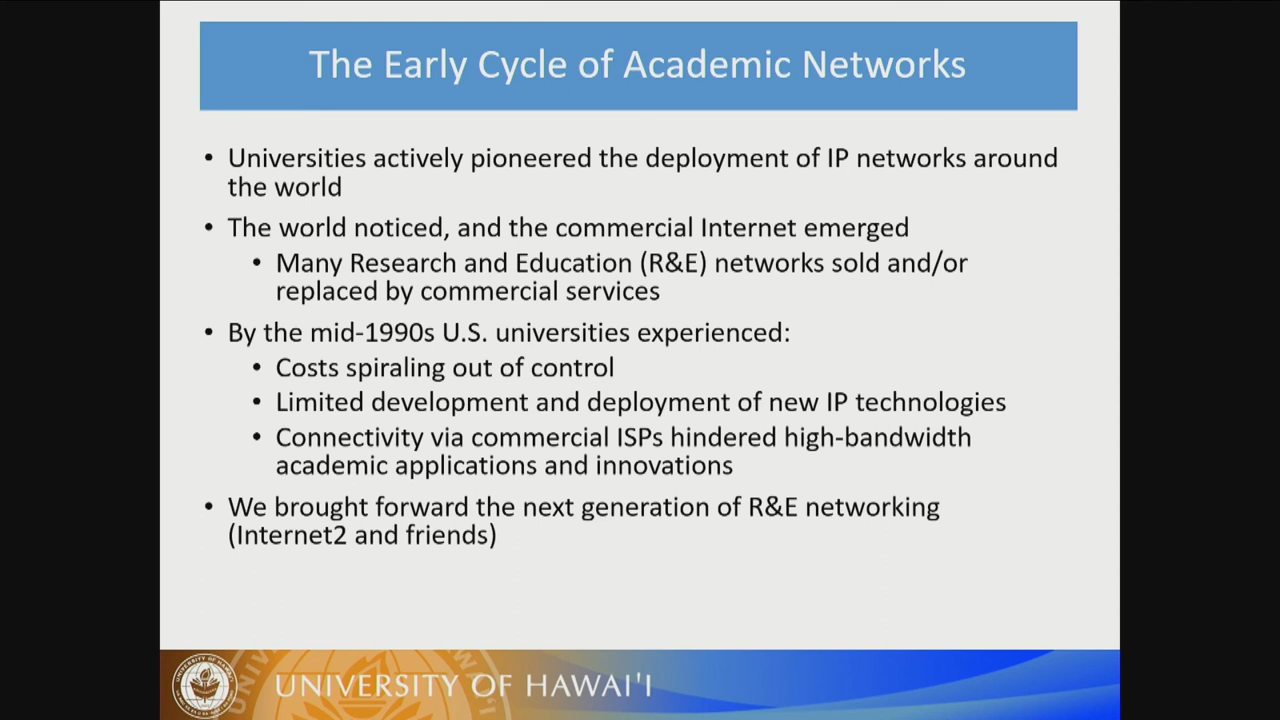 The Early Cycle of Academic Networks
• Universities actively pioneered the deployment of IP networks around
the world
• The world noticed, and the commercial Internet emerged
• Many Research and Education (R&E) networks sold and/or
replaced by commercial services
• By the mid-1990s U.S. universities experienced:
• Costs spiraling out of control
• Limited development and deployment of new IP technologies
• Connectivity via commercial ISPs hindered high-bandwidth
academic applications and innovations
• We brought forward the next generation of R&E networking
(Internet2 and friends)
UNIVERSITY OF HAWAI'I